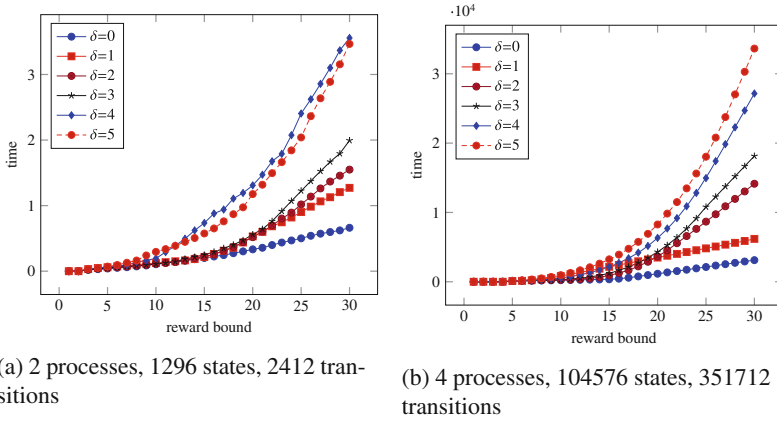 δ=0
δ=1
δ=2
δ=3
δ=4
δ=5
3
2
1
0
time
0 5 10 15 20 25 30
reward bound
(a) 2 processes, 1296 states, 2412 tran-
sitions
·10⁴
δ=0
δ=1
δ=2
δ=3
δ=4
δ=5
3
2
1
0
time
0 5 10 15 20 25 30
reward bound
(b) 4 processes, 104576 states, 351712
transitions